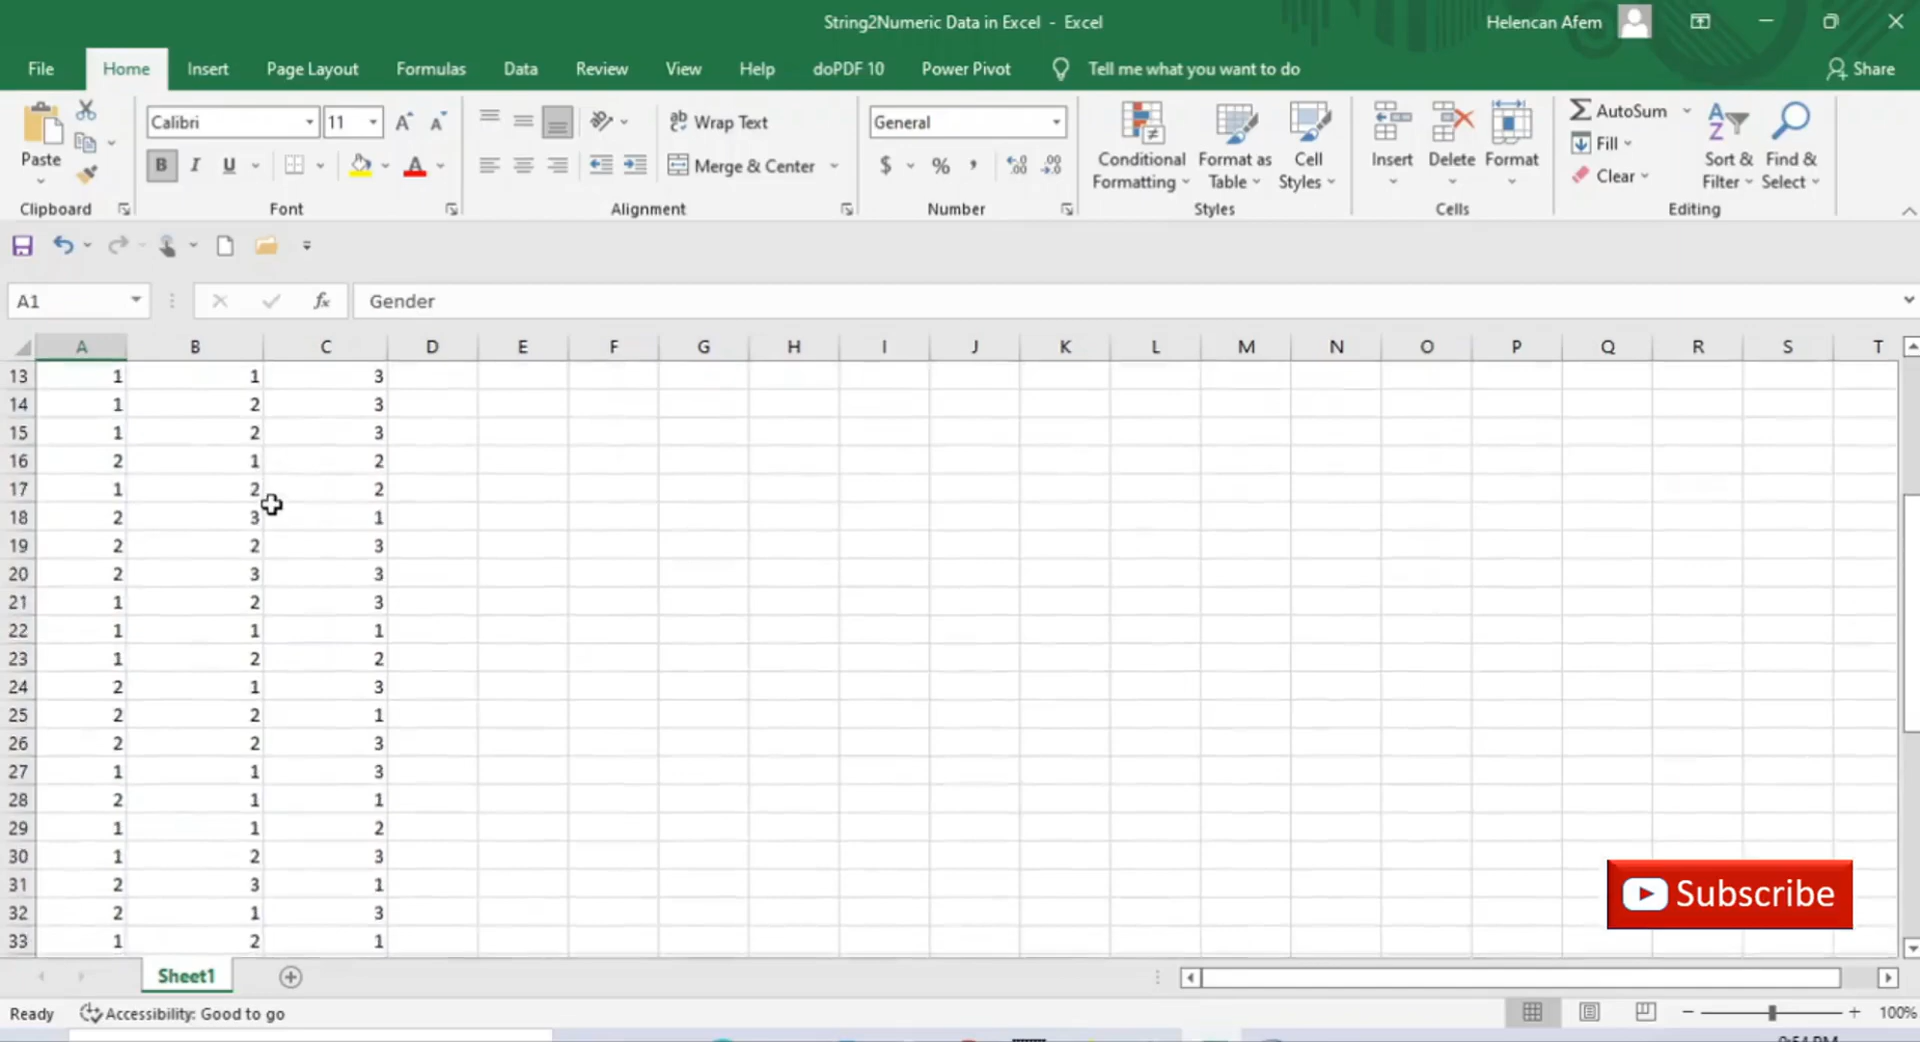 String2Numeric Data in Excel - Excel
Helencan Afem
File Home Insert Page Layout Formulas Data Review View Help doPDF 10 Power Pivot Tell me what you want to do Share
Paste
Clipboard
Calibri 11
B I U
Font
Wrap Text
Merge & Center
Alignment
General
$ % ,
Number
Conditional Formatting
Format as Table
Cell Styles
Styles
Insert Delete Format
Cells
AutoSum
Fill
Clear
Sort & Filter
Find & Select
Editing
A1 fx Gender
A B C D E F G H I J K L M N O P Q R S T
13 1 1 3
14 1 2 3
15 1 2 3
16 2 1 2
17 1 2 2
18 2 3 1
19 2 2 3
20 2 3 3
21 1 2 3
22 1 1 1
23 1 2 2
24 2 1 3
25 2 2 1
26 2 2 3
27 1 1 3
28 2 1 1
29 1 1 2
30 1 2 3
31 2 3 1
32 2 1 3
33 1 2 1
Subscribe
Sheet1
Ready Accessibility: Good to go 100%